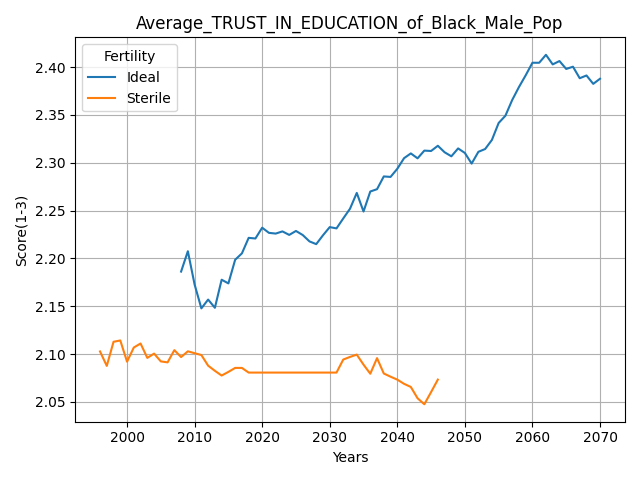 Average_TRUST_IN_EDUCATION_of_Black_Male_Pop
Fertility
Ideal
Sterile
Score(1-3)
2.40
2.35
2.30
2.25
2.20
2.15
2.10
2.05
2000 2010 2020 2030 2040 2050 2060 2070
Years